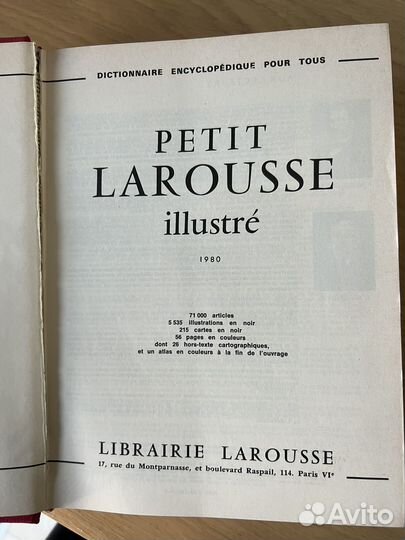 DICTIONNAIRE ENCYCLOPÉDIQUE POUR TOUS
PETIT
LAROUSSE
illustré
1980
71 000 articles
5 535 illustrations en noir
215 cartes en noir
56 pages en couleurs
dont 26 hors-texte cartographiques,
et un atlas en couleurs à la fin de l'ouvrage
LIBRAIRIE LAROUSSE
17, rue du Montparnasse, et boulevard Raspail, 114. Paris VIe
Avito